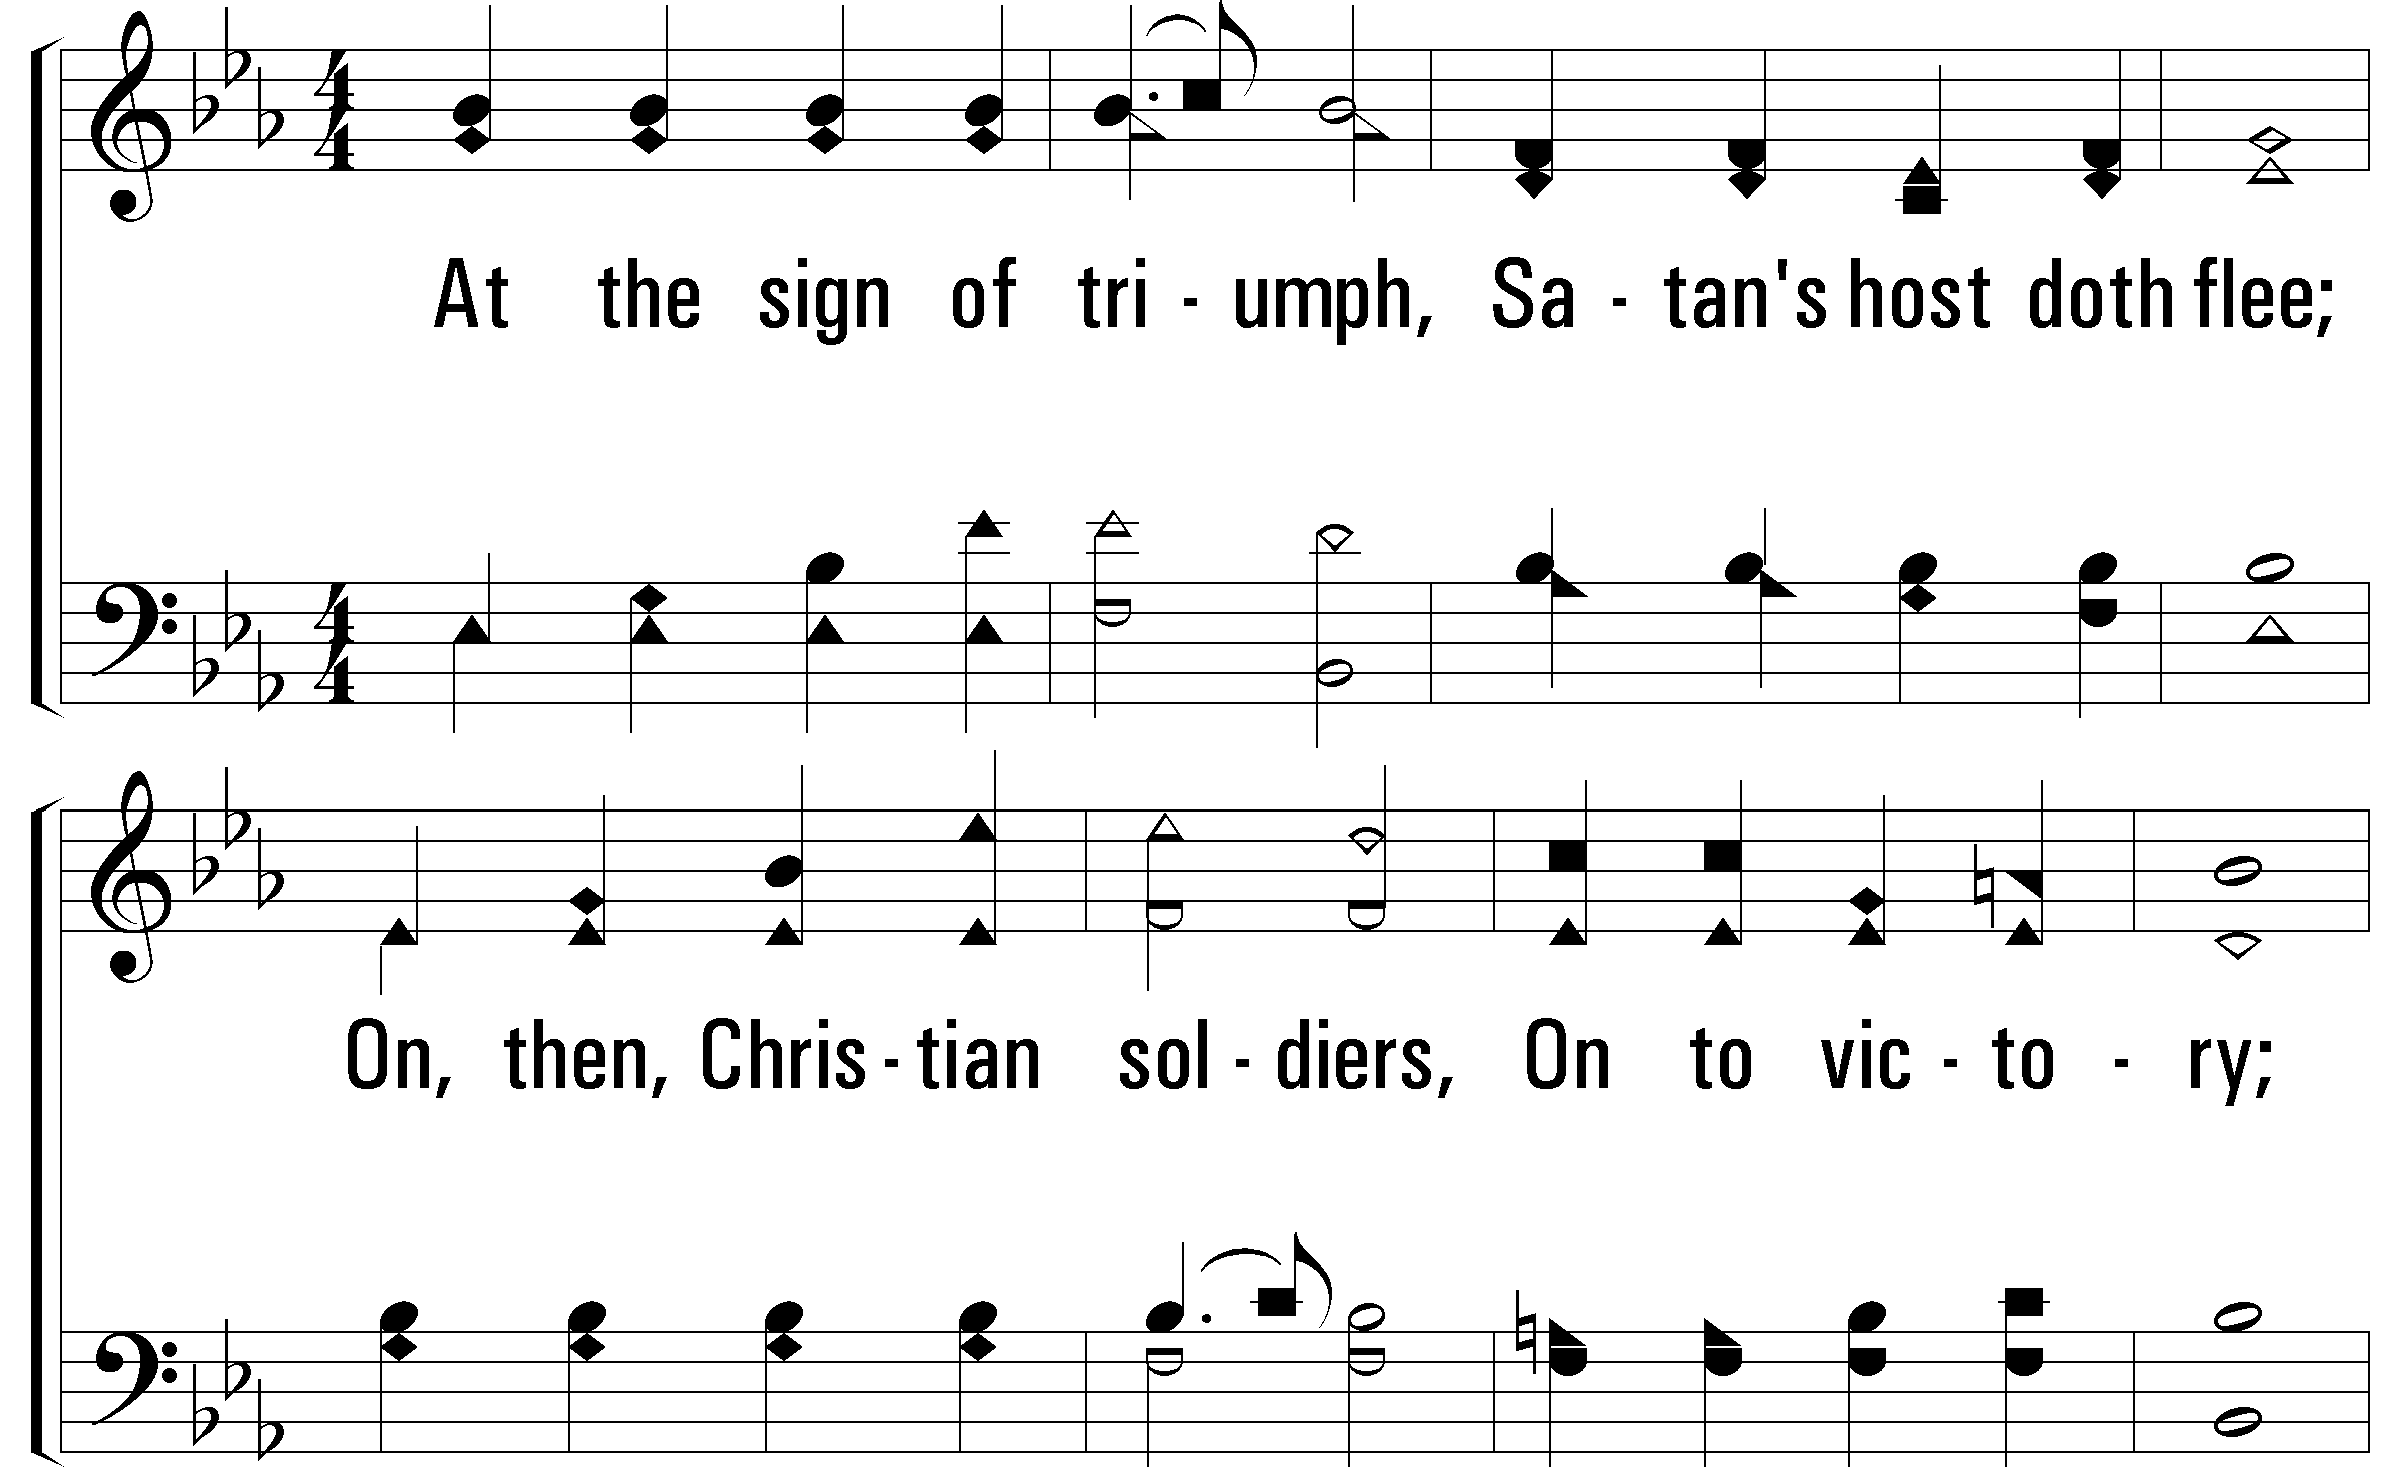 At the sign of tri - umph, Sa - tan's host doth flee;
On, then, Chris - tian sol - diers, On to vic - to - ry;